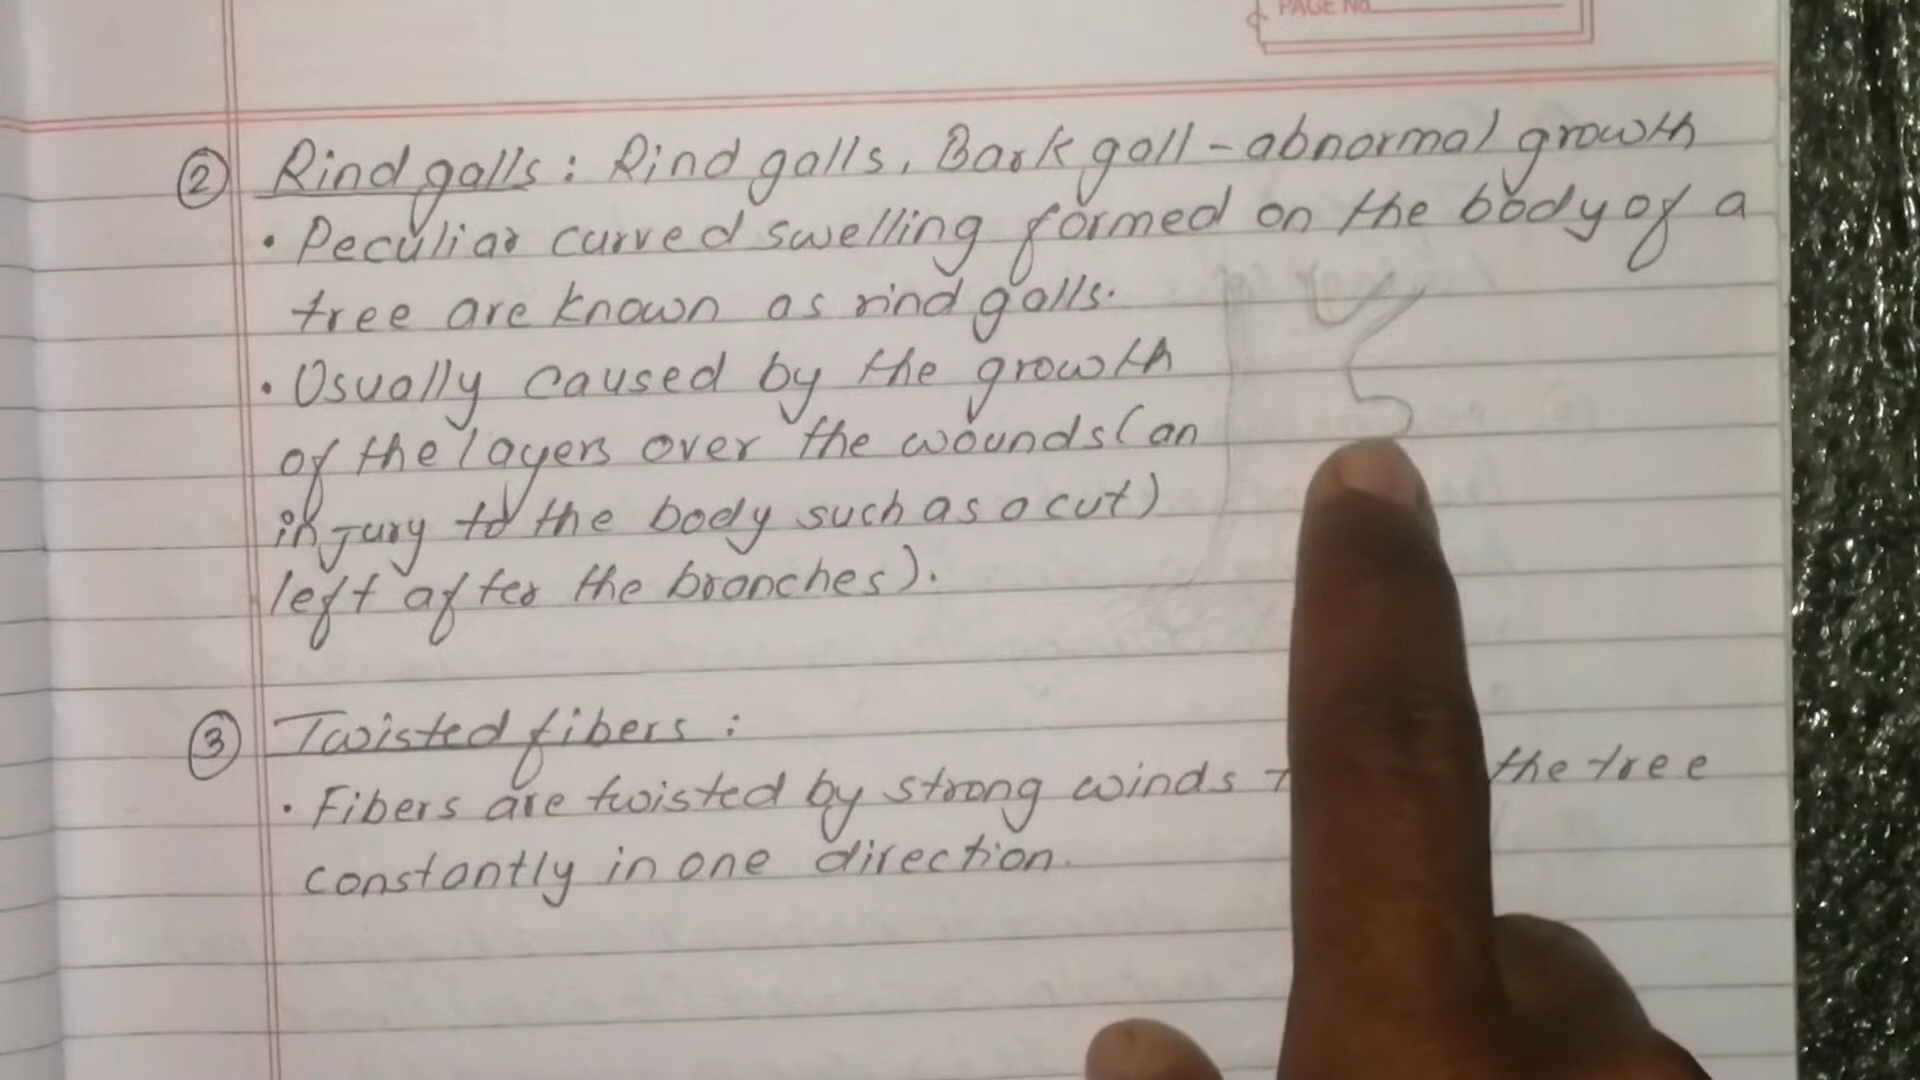 PAGE No.
② Rind galls : Rind galls, Bark gall - abnormal growth
• Peculiar curved swelling formed on the body of a
tree are known as rind galls.
• Usually caused by the growth
of the layers over the wounds (an
injury to the body such as a cut)
left after the branches).
③ Twisted fibers :
• Fibers are twisted by strong winds the tree
constantly in one direction.